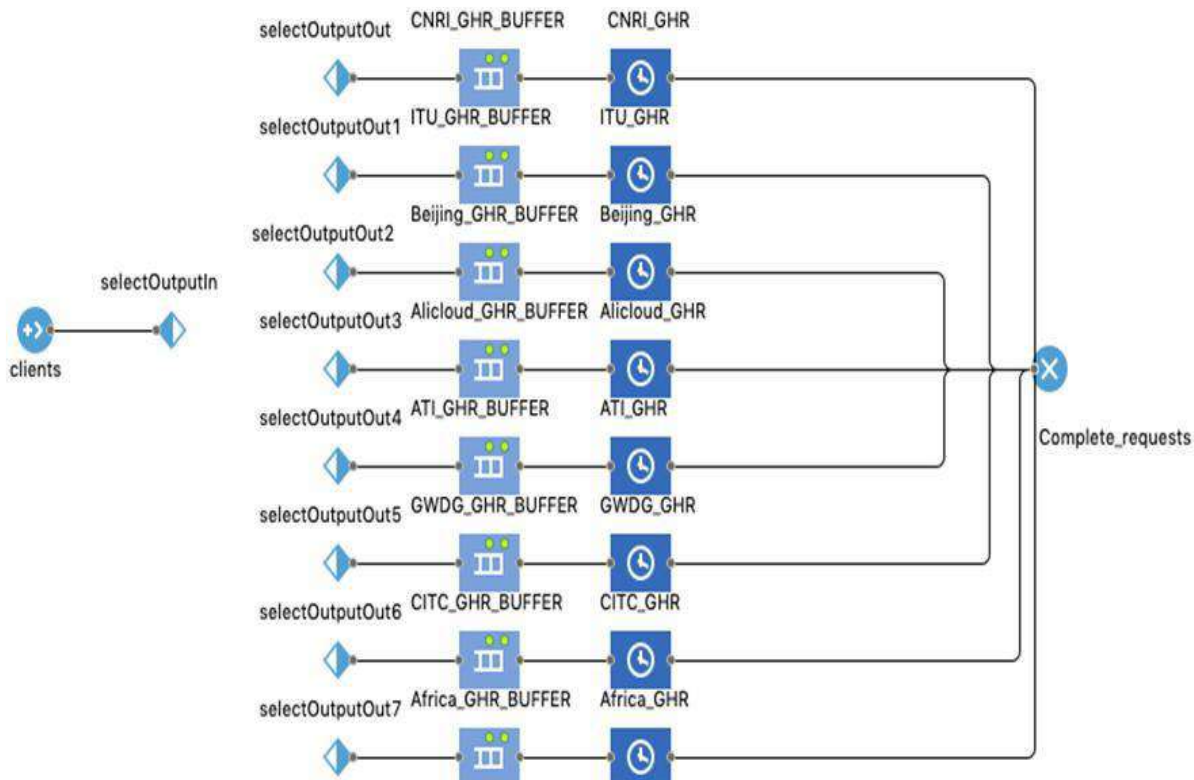 CNRI_GHR_BUFFER CNRI_GHR
selectOutputOut
ITU_GHR_BUFFER ITU_GHR
selectOutputOut1
Beijing_GHR_BUFFER Beijing_GHR
selectOutputOut2
selectOutputIn
Alicloud_GHR_BUFFER Alicloud_GHR
selectOutputOut3
clients
ATI_GHR_BUFFER ATI_GHR
selectOutputOut4
Complete_requests
GWDG_GHR_BUFFER GWDG_GHR
selectOutputOut5
CITC_GHR_BUFFER CITC_GHR
selectOutputOut6
Africa_GHR_BUFFER Africa_GHR
selectOutputOut7